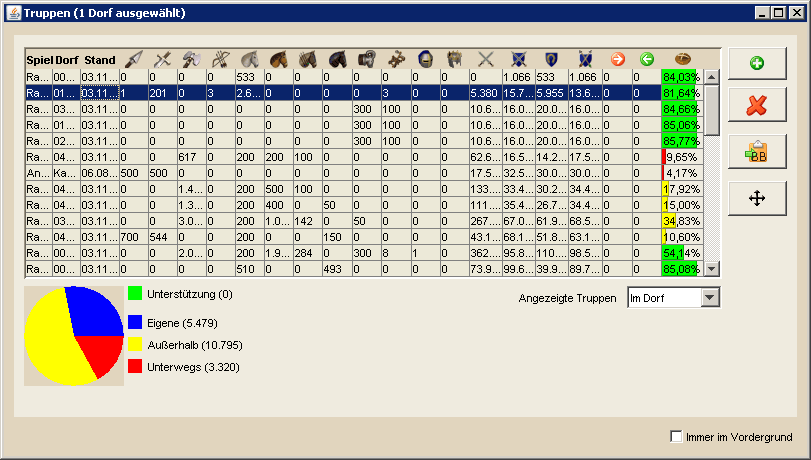 Truppen (1 Dorf ausgewählt)
Spiel Dorf Stand
Ra... 00... 03.11... 0 0 0 0 533 0 0 0 0 0 0 0 0 1.066 533 1.066 0 0 84,03%
Ra... 01... 03.11... 1 201 0 3 2.6... 0 0 0 0 3 0 0 5.380 15.7... 5.955 13.6... 0 0 81,64%
Ra... 03... 03.11... 0 0 0 0 0 0 0 0 300 100 0 0 10.6... 16.0... 20.0... 16.0... 0 0 84,66%
Ra... 01... 03.11... 0 0 0 0 0 0 0 0 300 100 0 0 10.6... 16.0... 20.0... 16.0... 0 0 85,06%
Ra... 02... 03.11... 0 0 0 0 0 0 0 0 300 100 0 0 10.6... 16.0... 20.0... 16.0... 0 0 85,77%
Ra... 04... 03.11... 0 0 617 0 200 200 100 0 0 0 0 0 62.6... 16.5... 14.2... 17.5... 0 0 9,65%
An... Ka... 06.08... 500 500 0 0 0 0 0 0 0 0 0 0 17.5... 32.5... 30.0... 30.0... 0 0 4,17%
Ra... 04... 03.11... 0 0 1.4... 0 200 500 100 0 0 0 0 0 133.... 33.4... 30.2... 34.4... 0 0 17,92%
Ra... 04... 03.11... 0 0 1.3... 0 200 400 0 50 0 0 0 0 111.... 35.4... 26.7... 34.4... 0 0 15,00%
Ra... 03... 03.11... 0 0 3.0... 0 200 1.0... 142 0 50 0 0 0 267.... 67.0... 61.9... 68.5... 0 0 34,83%
Ra... 04... 03.11... 700 544 0 0 200 0 0 150 0 0 0 0 43.1... 68.1... 51.8... 63.1... 0 0 10,60%
Ra... 00... 03.11... 0 0 2.0... 0 200 1.9... 284 0 300 8 1 0 362.... 95.8... 110.... 98.5... 0 0 54,14%
Ra... 00... 03.11... 0 0 0 0 510 0 0 493 0 0 0 0 73.9... 99.6... 39.9... 89.7... 0 0 85,08%
BB
Unterstützung (0)
Eigene (5.479)
Außerhalb (10.795)
Unterwegs (3.320)
Angezeigte Truppen Im Dorf
Immer im Vordergrund